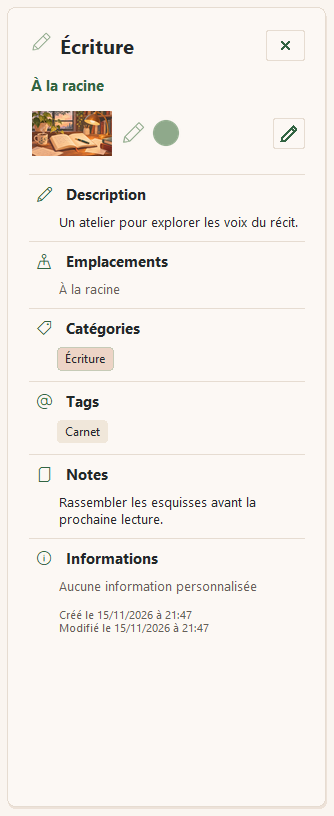 Écriture
À la racine
Description
Un atelier pour explorer les voix du récit.
Emplacements
À la racine
Catégories
Écriture
Tags
Carnet
Notes
Rassembler les esquisses avant la
prochaine lecture.
Informations
Aucune information personnalisée
Créé le 15/11/2026 à 21:47
Modifié le 15/11/2026 à 21:47